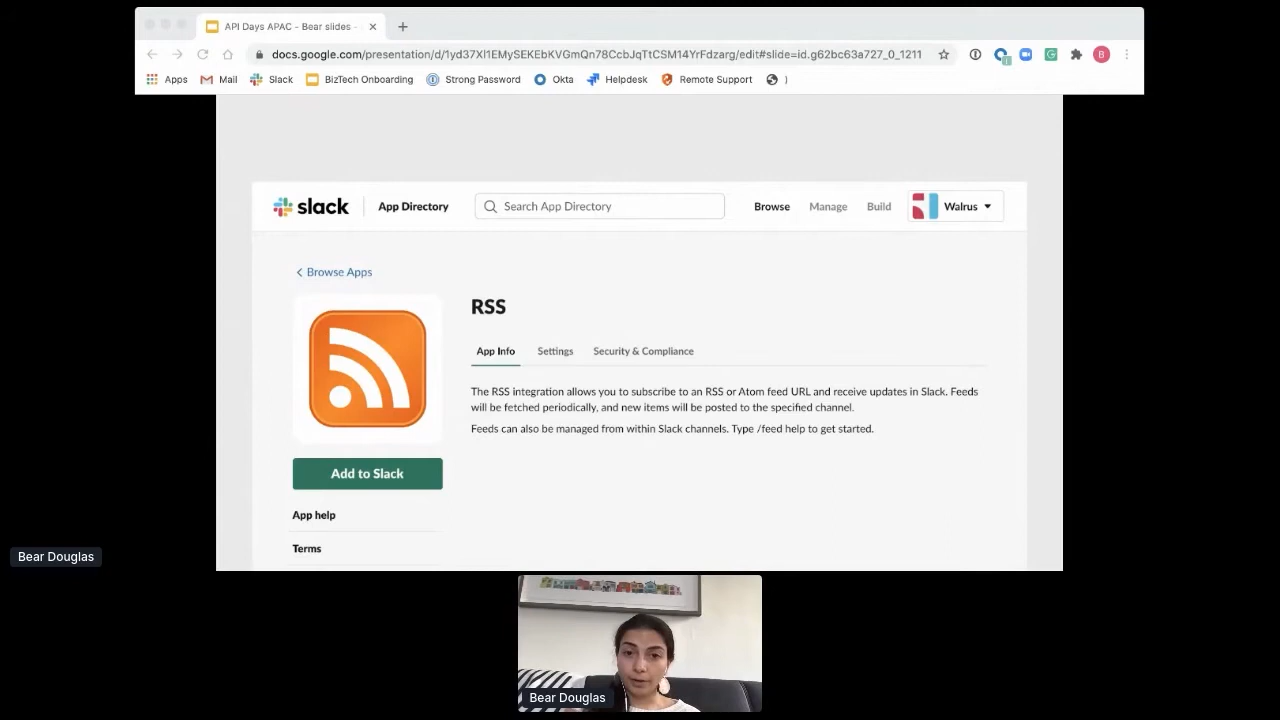 API Days APAC - Bear slides -
docs.google.com/presentation/d/1yd37Xl1EMySEKEbKVGmQn78CcbJqTtCSM14YrFdzarg/edit#slide=id.g62bc63a727_0_1211
B
Apps
Mail
Slack
BizTech Onboarding
Strong Password
Okta
Helpdesk
Remote Support
)
slack
App Directory
Search App Directory
Browse
Manage
Build
Walrus
Browse Apps
RSS
App Info
Settings
Security & Compliance
The RSS integration allows you to subscribe to an RSS or Atom feed URL and receive updates in Slack. Feeds
will be fetched periodically, and new items will be posted to the specified channel.
Feeds can also be managed from within Slack channels. Type /feed help to get started.
Add to Slack
App help
Terms
Bear Douglas
Bear Douglas